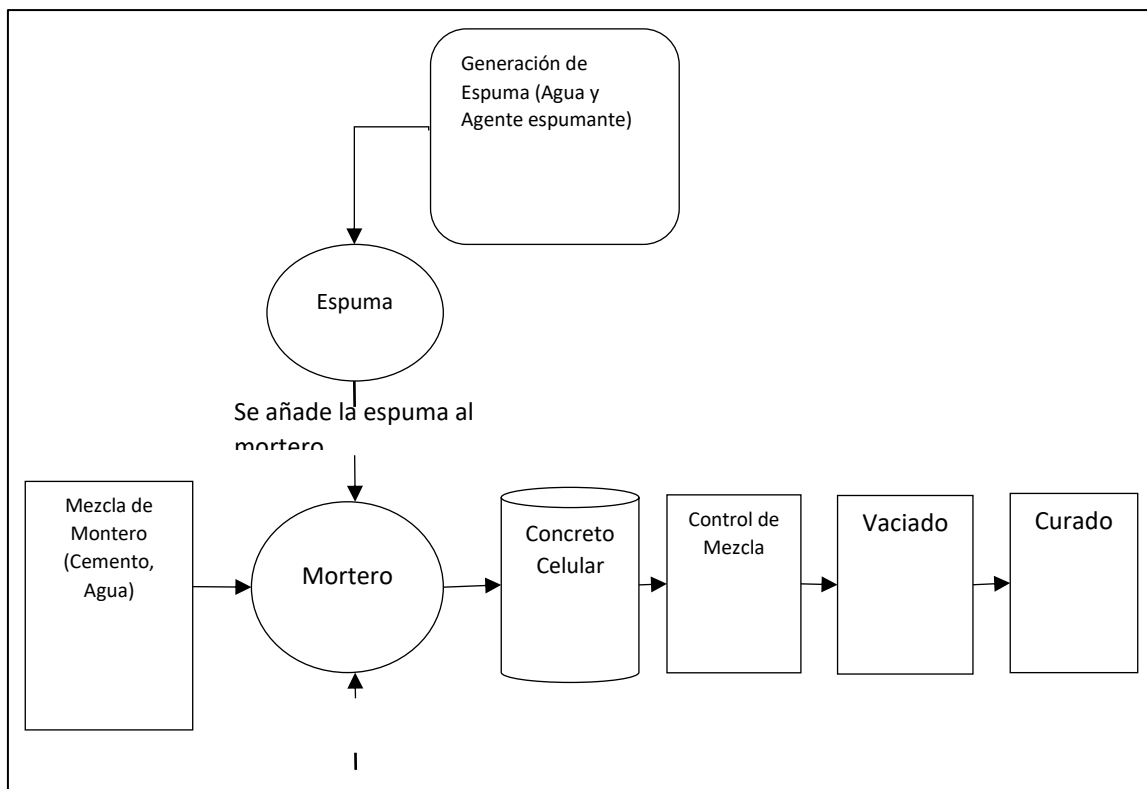 Generación de
Espuma (Agua y
Agente espumante)
Espuma
Se añade la espuma al
mortero
Mezcla de
Montero
(Cemento,
Agua)
Mortero
Concreto
Celular
Control de
Mezcla
Vaciado
Curado